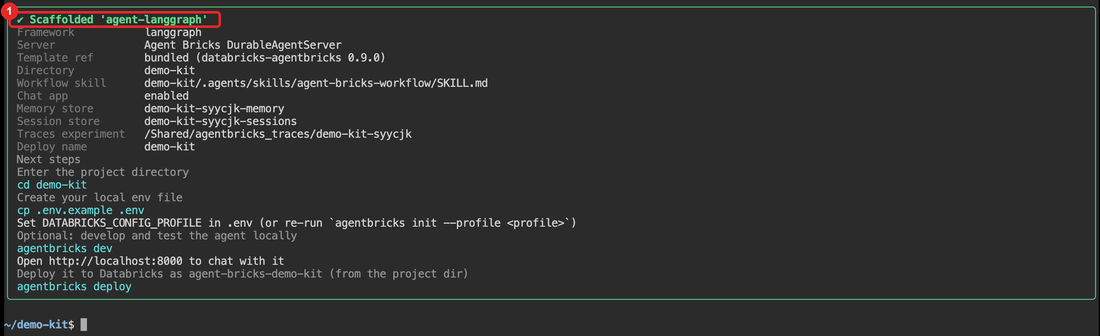 1
✔ Scaffolded 'agent-langgraph'
Framework langgraph
Server Agent Bricks DurableAgentServer
Template ref bundled (databricks-agentbricks 0.9.0)
Directory demo-kit
Workflow skill demo-kit/.agents/skills/agent-bricks-workflow/SKILL.md
Chat app enabled
Memory store demo-kit-syycjk-memory
Session store demo-kit-syycjk-sessions
Traces experiment /Shared/agentbricks_traces/demo-kit-syycjk
Deploy name demo-kit
Next steps
Enter the project directory
cd demo-kit
Create your local env file
cp .env.example .env
Set DATABRICKS_CONFIG_PROFILE in .env (or re-run `agentbricks init --profile <profile>`)
Optional: develop and test the agent locally
agentbricks dev
Open http://localhost:8000 to chat with it
Deploy it to Databricks as agent-bricks-demo-kit (from the project dir)
agentbricks deploy
~/demo-kit$